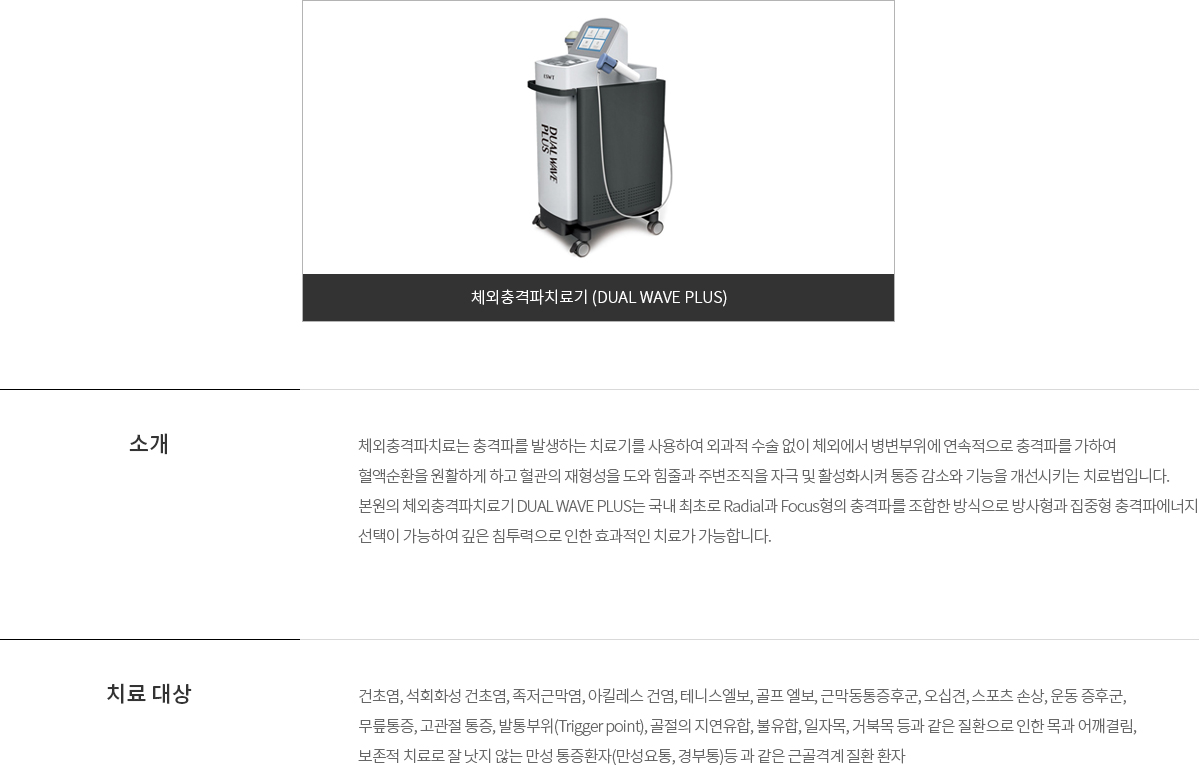 ESWT
DUAL WAVE
PLUS
체외충격파치료기 (DUAL WAVE PLUS)
소개
체외충격파치료는 충격파를 발생하는 치료기를 사용하여 외과적 수술 없이 체외에서 병변부위에 연속적으로 충격파를 가하여
혈액순환을 원활하게 하고 혈관의 재형성을 도와 힘줄과 주변조직을 자극 및 활성화시켜 통증 감소와 기능을 개선시키는 치료법입니다.
본원의 체외충격파치료기 DUAL WAVE PLUS는 국내 최초로 Radial과 Focus형의 충격파를 조합한 방식으로 방사형과 집중형 충격파에너지
선택이 가능하여 깊은 침투력으로 인한 효과적인 치료가 가능합니다.
치료 대상
건초염, 석회화성 건초염, 족저근막염, 아킬레스 건염, 테니스엘보, 골프 엘보, 근막동통증후군, 오십견, 스포츠 손상, 운동 증후군,
무릎통증, 고관절 통증, 발통부위(Trigger point), 골절의 지연유합, 불유합, 일자목, 거북목 등과 같은 질환으로 인한 목과 어깨결림,
보존적 치료로 잘 낫지 않는 만성 통증환자(만성요통, 경부통)등 과 같은 근골격계 질환 환자